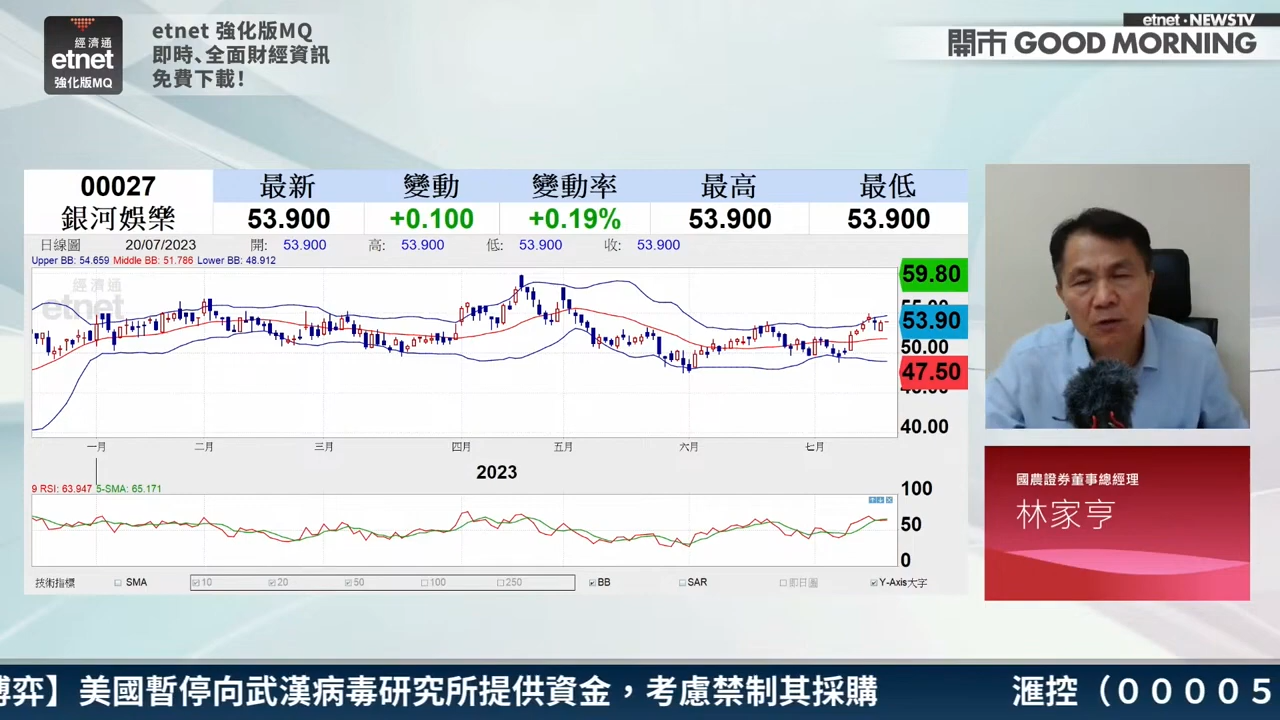 經濟通
etnet
強化版MQ
etnet 強化版MQ
即時、全面財經資訊
免費下載！
etnet・NEWSTV
開市 GOOD MORNING
00027 最新 變動 變動率 最高 最低
銀河娛樂 53.900 +0.100 +0.19% 53.900 53.900
日線圖 20/07/2023 開: 53.900 高: 53.900 低: 53.900 收: 53.900
Upper BB: 54.659 Middle BB: 51.786 Lower BB: 48.912
經濟通
etnet
59.80
53.90
50.00
47.50
40.00
一月 二月 三月 四月 五月 六月 七月
2023
9 RSI: 63.947 5-SMA: 65.171
100
50
0
技術指標 SMA 10 20 50 100 250 BB SAR 即日圖 Y-Axis大字
國農證券董事總經理
林家亨
博弈】美國暫停向武漢病毒研究所提供資金，考慮禁制其採購 滙控（００００５